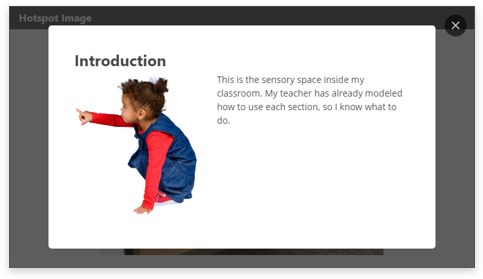 Hotspot Image
Introduction
This is the sensory space inside my
classroom. My teacher has already modeled
how to use each section, so I know what to
do.